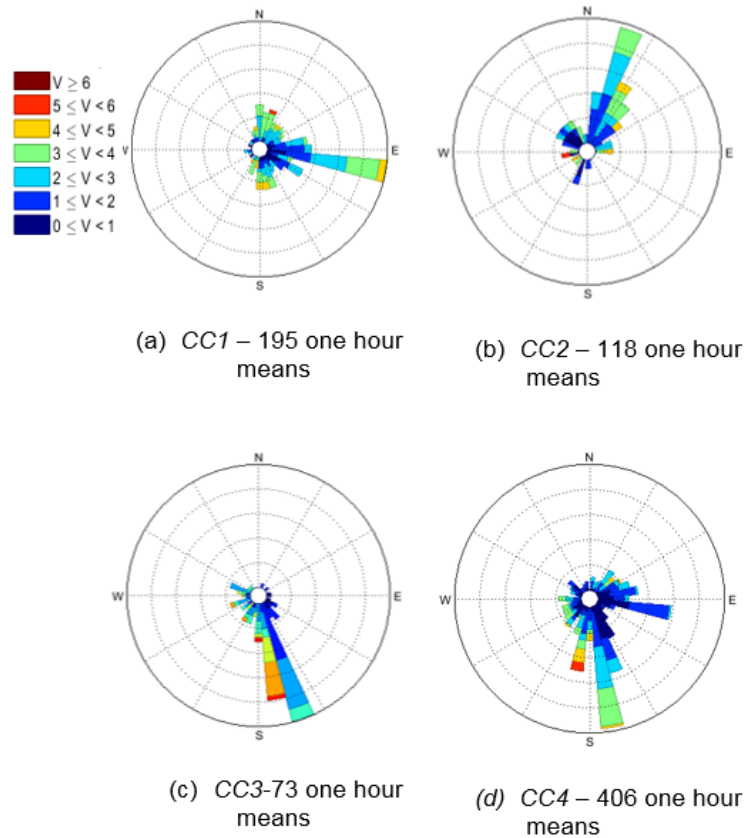 N
V ≥ 6
5 ≤ V < 6
4 ≤ V < 5
3 ≤ V < 4
2 ≤ V < 3
1 ≤ V < 2
0 ≤ V < 1
E
S
N
W
E
S
(a) CC1 – 195 one hour
means
(b) CC2 – 118 one hour
means
N
W
E
S
N
W
E
S
(c) CC3-73 one hour
means
(d) CC4 – 406 one hour
means